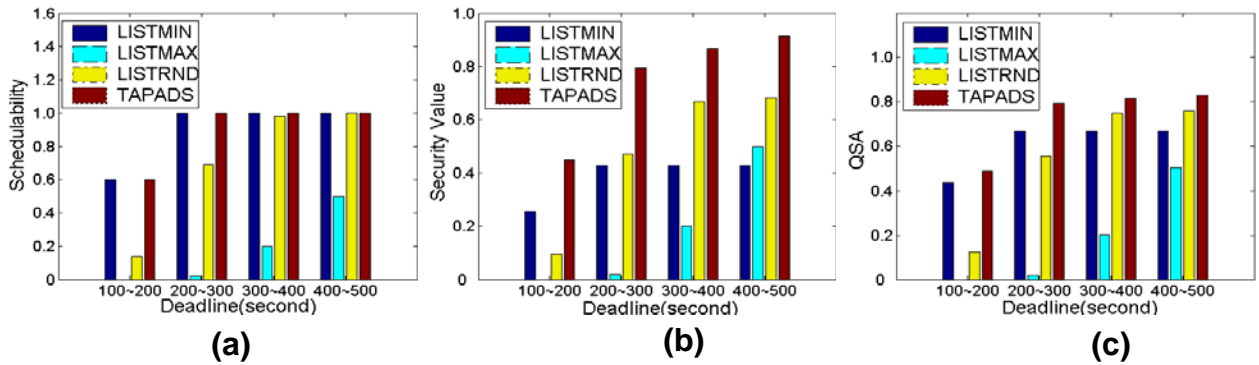 1.6
1.4
1.2
1.0
0.8
0.6
0.4
0.2
0
Schedulability
LISTMIN
LISTMAX
LISTRND
TAPADS
100~200 200~300 300~400 400~500
Deadline(second)
(a)
1.0
0.8
0.6
0.4
0.2
0
Security Value
LISTMIN
LISTMAX
LISTRND
TAPADS
100~200 200~300 300~400 400~500
Deadline(second)
(b)
1.0
0.8
0.6
0.4
0.2
0
QSA
LISTMIN
LISTMAX
LISTRND
TAPADS
100~200 200~300 300~400 400~500
Deadline(second)
(c)